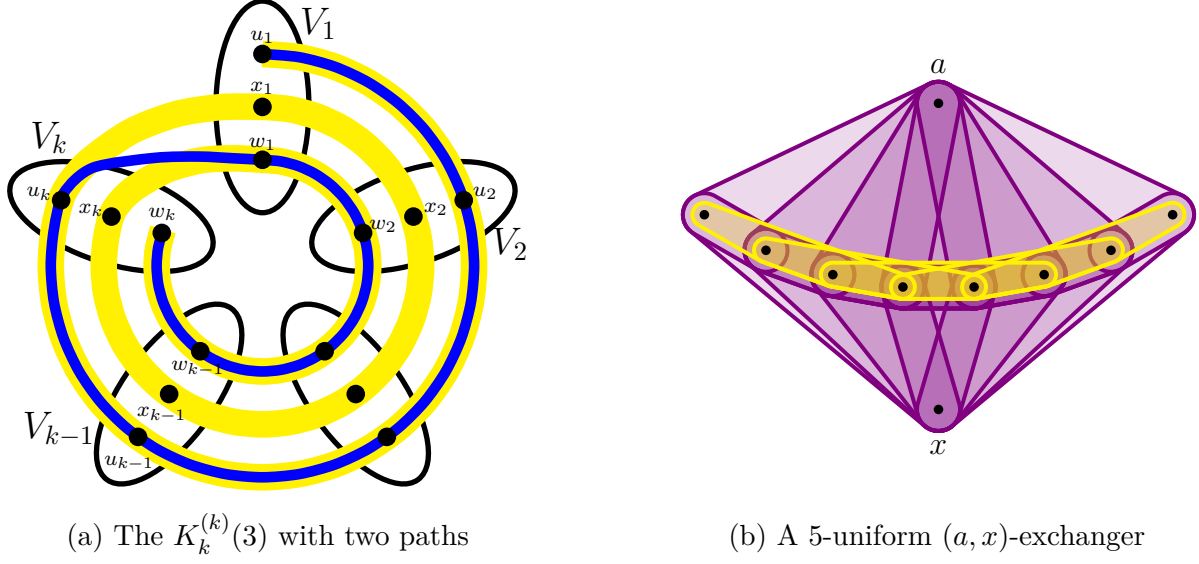 V_1
u_1
x_1
w_1
V_k
u_k
x_k
w_k
w_2
x_2
u_2
V_2
w_{k-1}
x_{k-1}
V_{k-1}
u_{k-1}
(a) The K_k^{(k)}(3) with two paths
a
x
(b) A 5-uniform (a, x)-exchanger